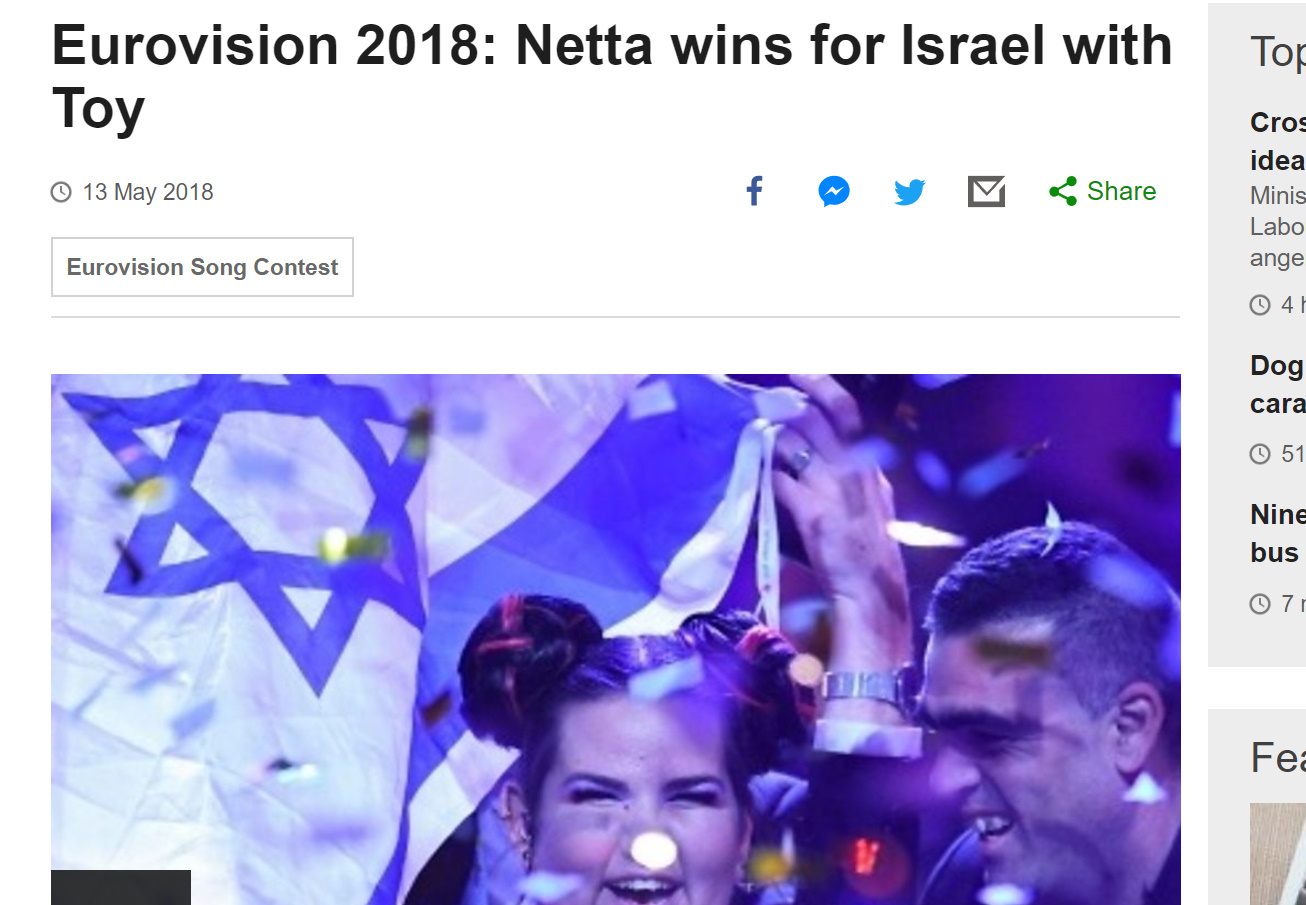 Eurovision 2018: Netta wins for Israel with
Toy
13 May 2018
Share
Eurovision Song Contest
Top
Cros
idea
Minis
Labo
ange
4 h
Dog
cara
51
Nine
bus
7 m
Fea